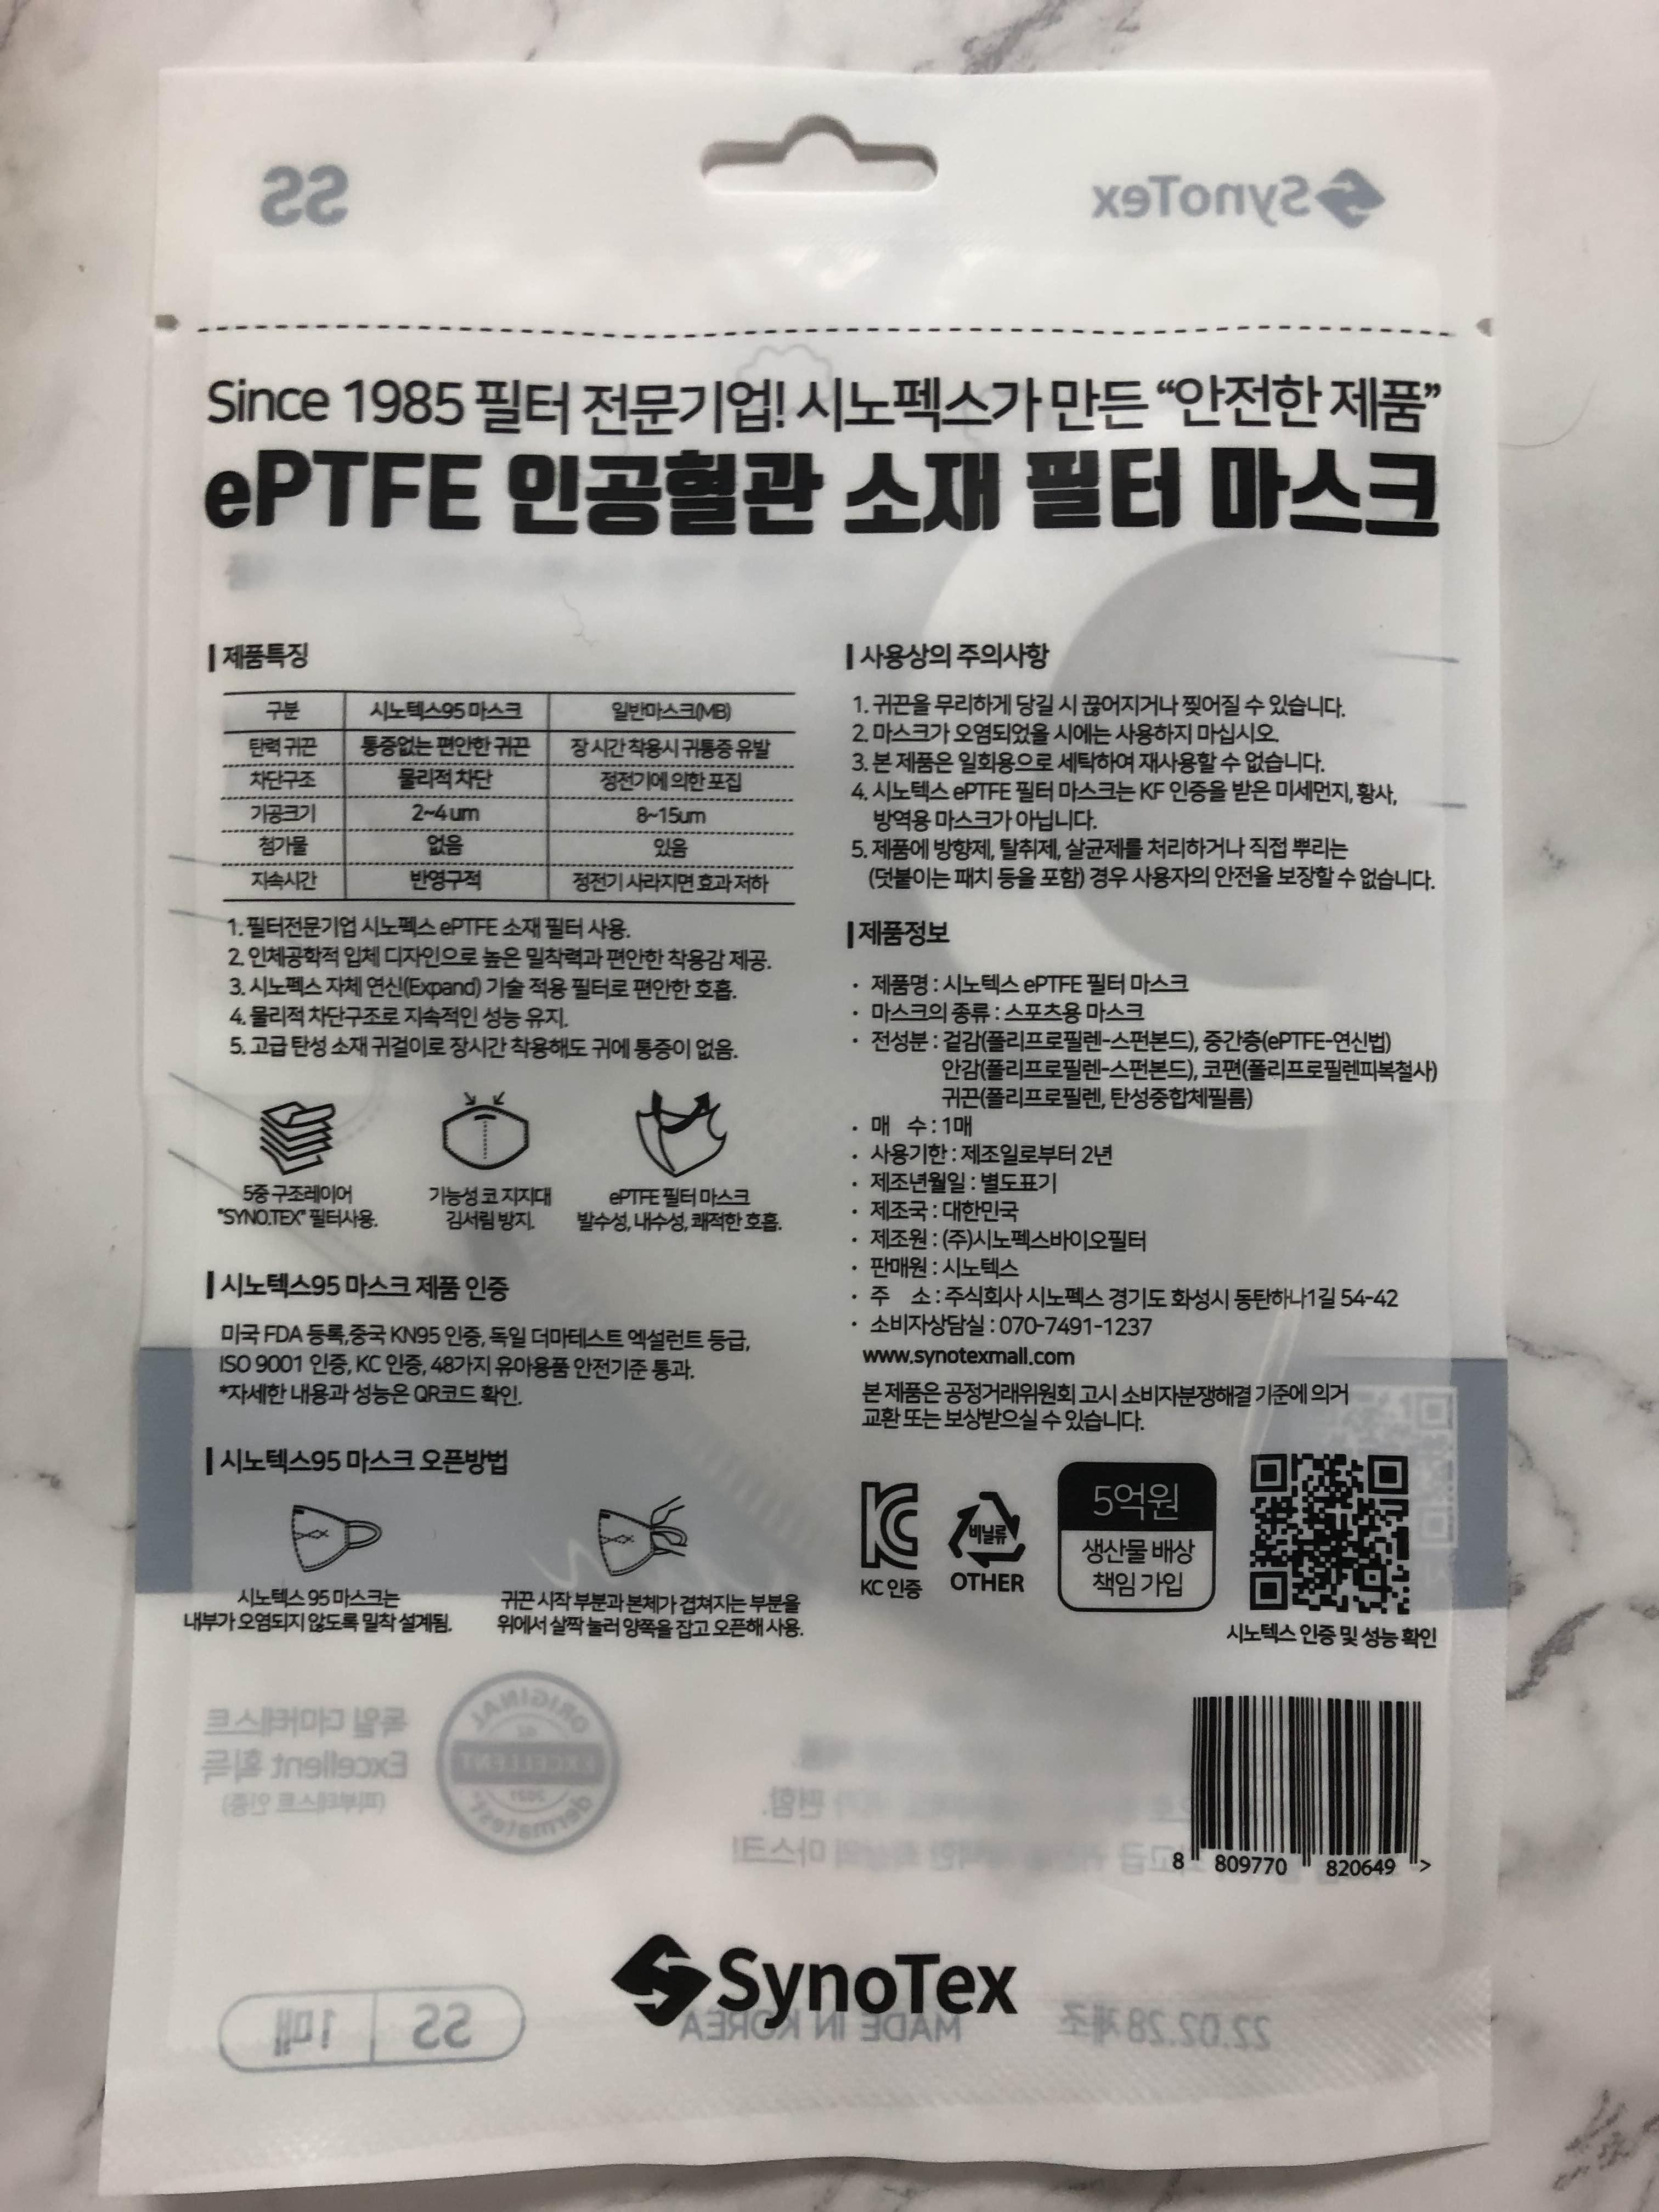 SS
SynoTex
Since 1985 필터 전문기업! 시노펙스가 만든 “안전한 제품”
ePTFE 인공혈관 소재 필터 마스크
제품특징
구분 시노텍스95 마스크 일반마스크(MB)
탄력 귀끈 통증없는 편안한 귀끈 장 시간 착용시 귀통증 유발
차단구조 물리적 차단 정전기에 의한 포집
기공크기 2~4 um 8~15um
첨가물 없음 있음
지속시간 반영구적 정전기 사라지면 효과 저하
1. 필터전문기업 시노펙스 ePTFE 소재 필터 사용.
2. 인체공학적 입체 디자인으로 높은 밀착력과 편안한 착용감 제공.
3. 시노펙스 자체 연신(Expand) 기술 적용 필터로 편안한 호흡.
4. 물리적 차단구조로 지속적인 성능 유지.
5. 고급 탄성 소재 귀걸이로 장시간 착용해도 귀에 통증이 없음.
5중 구조레이어
"SYNO.TEX" 필터사용.
기능성 코 지지대
김서림 방지.
ePTFE 필터 마스크
발수성, 내수성, 쾌적한 호흡.
시노텍스95 마스크 제품 인증
미국 FDA 등록,중국 KN95 인증, 독일 더마테스트 엑설런트 등급,
ISO 9001 인증, KC 인증, 48가지 유아용품 안전기준 통과.
*자세한 내용과 성능은 QR코드 확인.
시노텍스95 마스크 오픈방법
시노텍스 95 마스크는
내부가 오염되지 않도록 밀착 설계됨.
귀끈 시작 부분과 본체가 겹쳐지는 부분을
위에서 살짝 눌러 양쪽을 잡고 오픈해 사용.
사용상의 주의사항
1. 귀끈을 무리하게 당길 시 끊어지거나 찢어질 수 있습니다.
2. 마스크가 오염되었을 시에는 사용하지 마십시오.
3. 본 제품은 일회용으로 세탁하여 재사용할 수 없습니다.
4. 시노텍스 ePTFE 필터 마스크는 KF 인증을 받은 미세먼지, 황사,
방역용 마스크가 아닙니다.
5. 제품에 방향제, 탈취제, 살균제를 처리하거나 직접 뿌리는
(덧붙이는 패치 등을 포함) 경우 사용자의 안전을 보장할 수 없습니다.
제품정보
· 제품명 : 시노텍스 ePTFE 필터 마스크
· 마스크의 종류 : 스포츠용 마스크
· 전성분 : 겉감(폴리프로필렌-스펀본드), 중간층(ePTFE-연신법)
안감(폴리프로필렌-스펀본드), 코편(폴리프로필렌피복철사)
귀끈(폴리프로필렌, 탄성중합체필름)
· 매 수 : 1매
· 사용기한 : 제조일로부터 2년
· 제조년월일 : 별도표기
· 제조국 : 대한민국
· 제조원 : (주)시노펙스바이오필터
· 판매원 : 시노텍스
· 주 소 : 주식회사 시노펙스 경기도 화성시 동탄하나1길 54-42
· 소비자상담실 : 070-7491-1237
www.synotexmall.com
본 제품은 공정거래위원회 고시 소비자분쟁해결 기준에 의거
교환 또는 보상받으실 수 있습니다.
KC 인증
비닐류
OTHER
5억원
생산물 배상
책임 가입
시노텍스 인증 및 성능 확인
독일 더마테스트
Excellent 획득
(피부테스트 인증)
ORIGINAL
EXCELLENT
2021
dermatest
8 809770 820649 >
SynoTex
1매 SS
MADE IN KOREA
22.02.28 제조